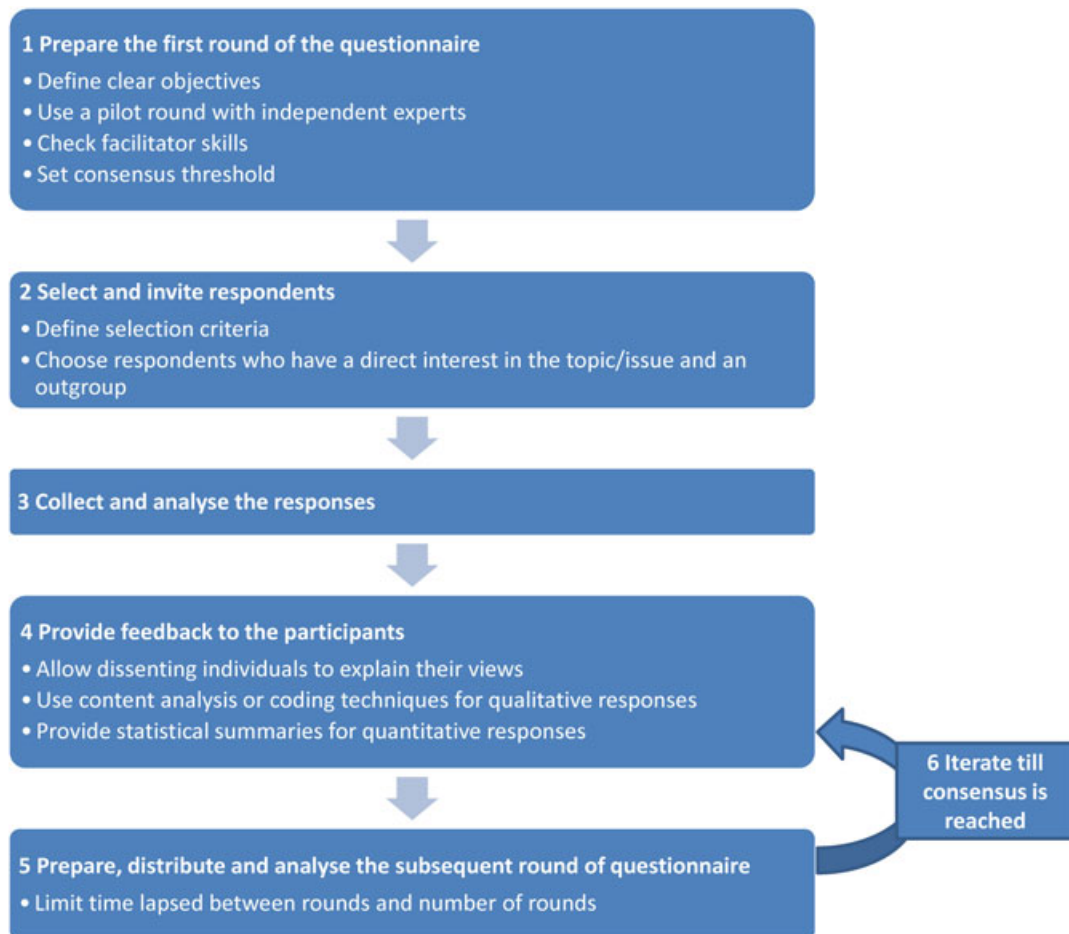 1 Prepare the first round of the questionnaire
• Define clear objectives
• Use a pilot round with independent experts
• Check facilitator skills
• Set consensus threshold
2 Select and invite respondents
• Define selection criteria
• Choose respondents who have a direct interest in the topic/issue and an
outgroup
3 Collect and analyse the responses
4 Provide feedback to the participants
• Allow dissenting individuals to explain their views
• Use content analysis or coding techniques for qualitative responses
• Provide statistical summaries for quantitative responses
5 Prepare, distribute and analyse the subsequent round of questionnaire
• Limit time lapsed between rounds and number of rounds
6 Iterate till
consensus is
reached